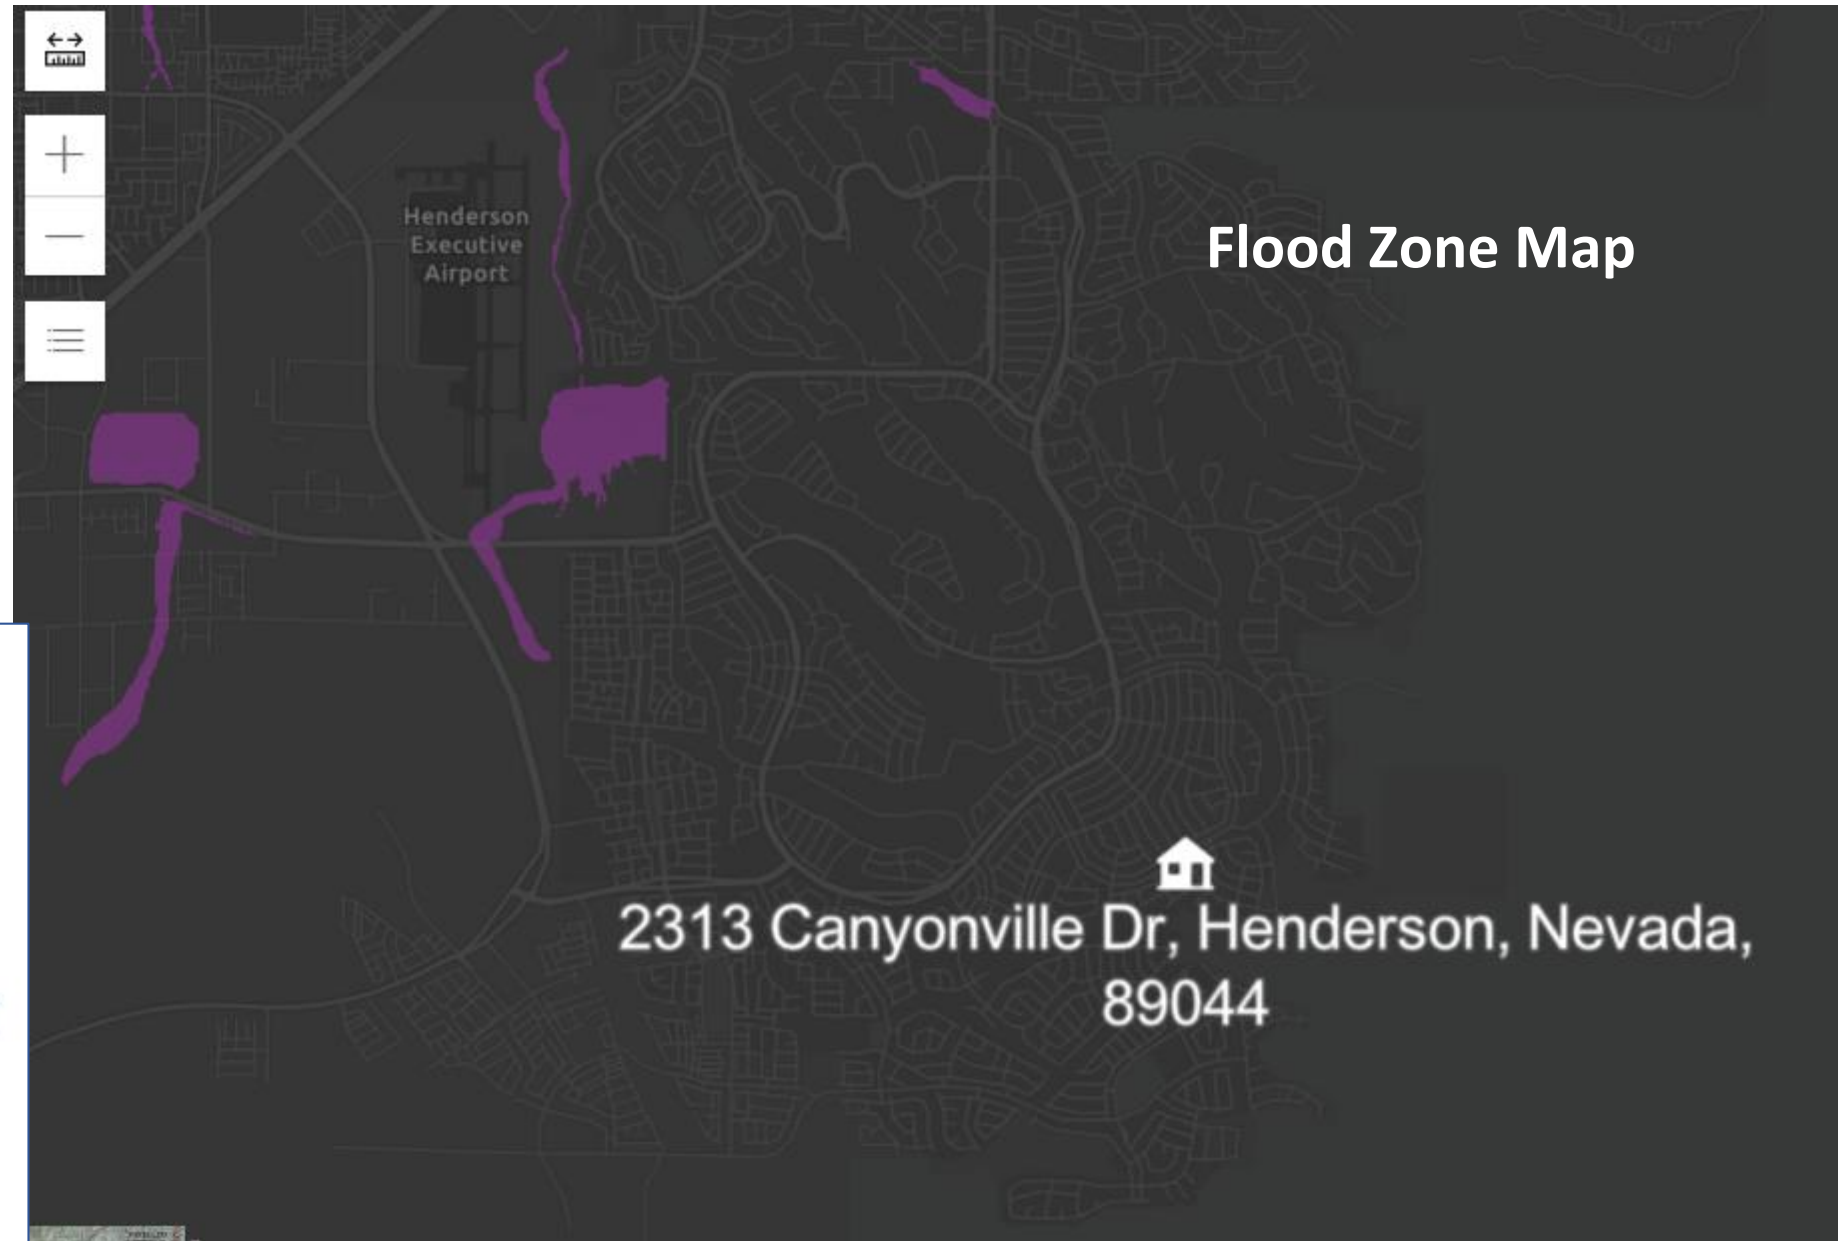 Henderson
Executive
Airport
Flood Zone Map
2313 Canyonville Dr, Henderson, Nevada,
89044